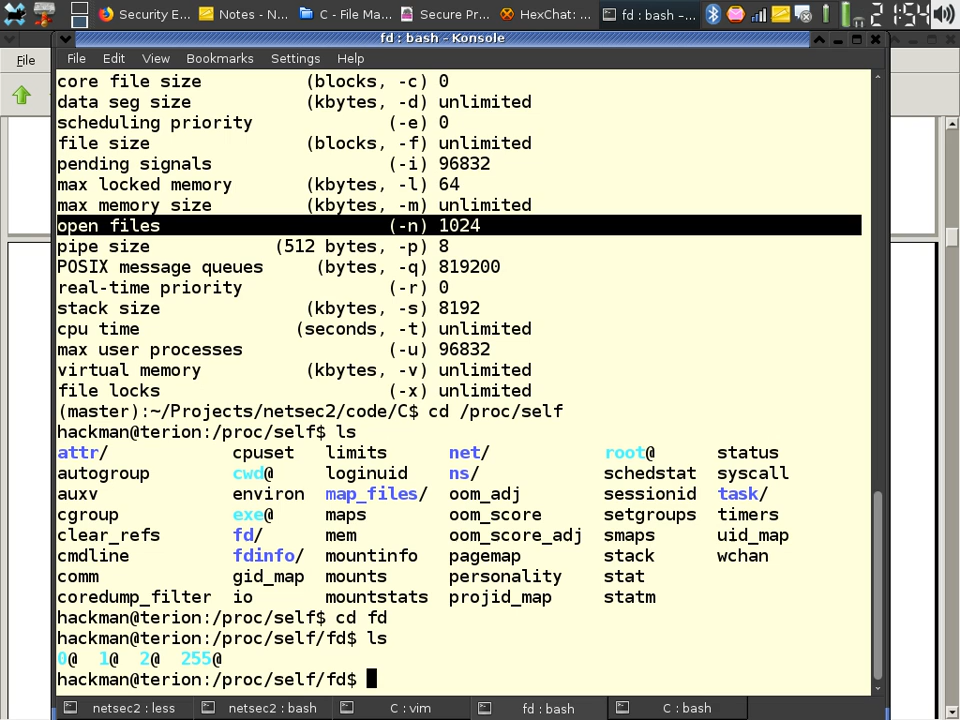 Security E...
Notes - N...
C - File Ma...
Secure Pr...
HexChat: ...
fd : bash – ...
21:54
fd : bash - Konsole
File
File Edit View Bookmarks Settings Help
core file size (blocks, -c) 0
data seg size (kbytes, -d) unlimited
scheduling priority (-e) 0
file size (blocks, -f) unlimited
pending signals (-i) 96832
max locked memory (kbytes, -l) 64
max memory size (kbytes, -m) unlimited
open files (-n) 1024
pipe size (512 bytes, -p) 8
POSIX message queues (bytes, -q) 819200
real-time priority (-r) 0
stack size (kbytes, -s) 8192
cpu time (seconds, -t) unlimited
max user processes (-u) 96832
virtual memory (kbytes, -v) unlimited
file locks (-x) unlimited
(master):~/Projects/netsec2/code/C$ cd /proc/self
hackman@terion:/proc/self$ ls
attr/ cpuset limits net/ root@ status
autogroup cwd@ loginuid ns/ schedstat syscall
auxv environ map_files/ oom_adj sessionid task/
cgroup exe@ maps oom_score setgroups timers
clear_refs fd/ mem oom_score_adj smaps uid_map
cmdline fdinfo/ mountinfo pagemap stack wchan
comm gid_map mounts personality stat
coredump_filter io mountstats projid_map statm
hackman@terion:/proc/self$ cd fd
hackman@terion:/proc/self/fd$ ls
0@ 1@ 2@ 255@
hackman@terion:/proc/self/fd$
netsec2 : less
netsec2 : bash
C : vim
fd : bash
C : bash